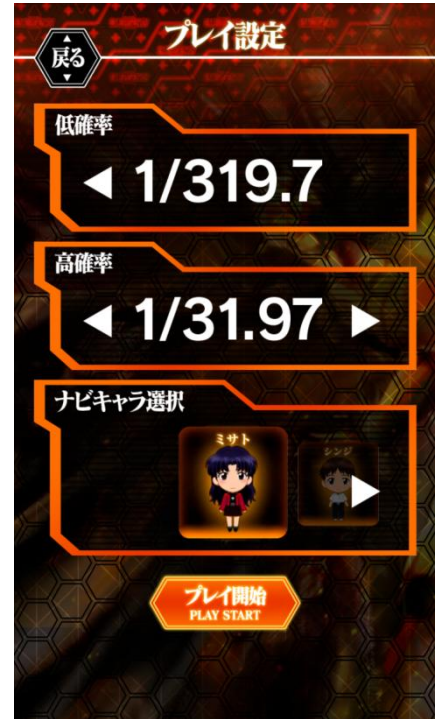 プレイ設定
戻る
低確率
1/319.7
高確率
1/31.97
ナビキャラ選択
ミサト
シンジ
プレイ開始
PLAY START